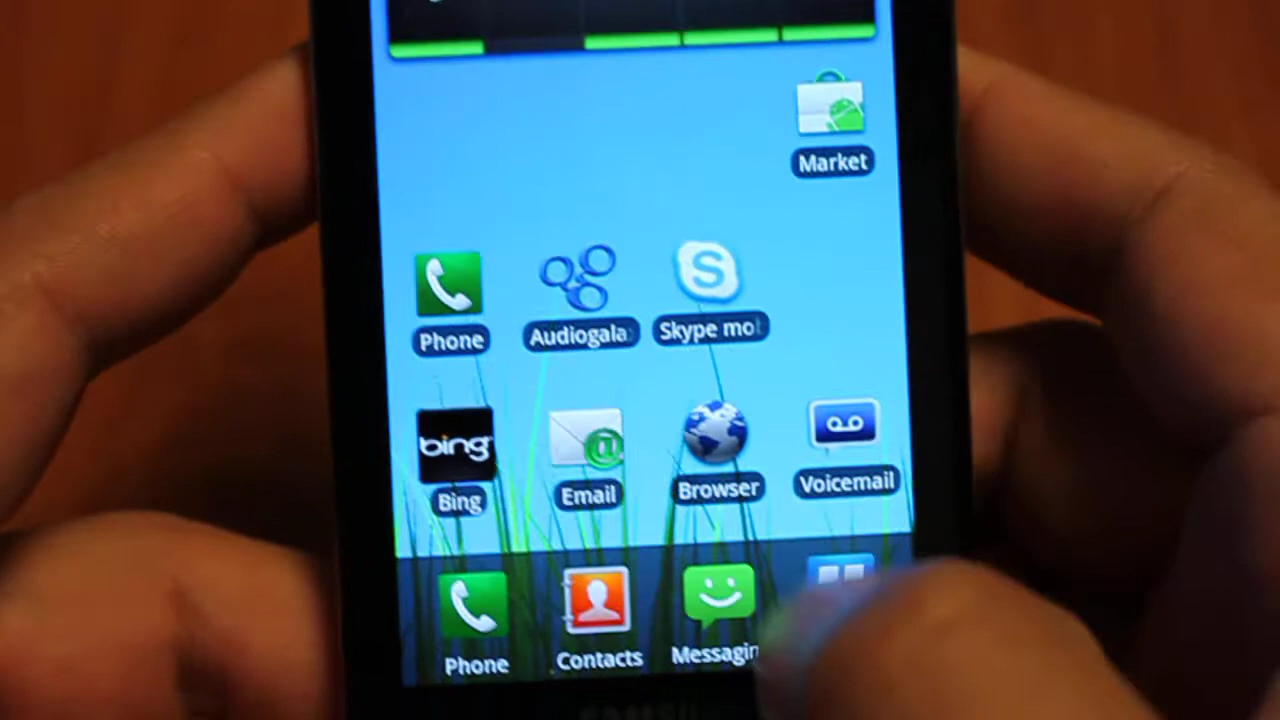 Market
Phone
Audiogala
Skype mo
bing
Bing
Email
Browser
Voicemail
Phone
Contacts
Messagin